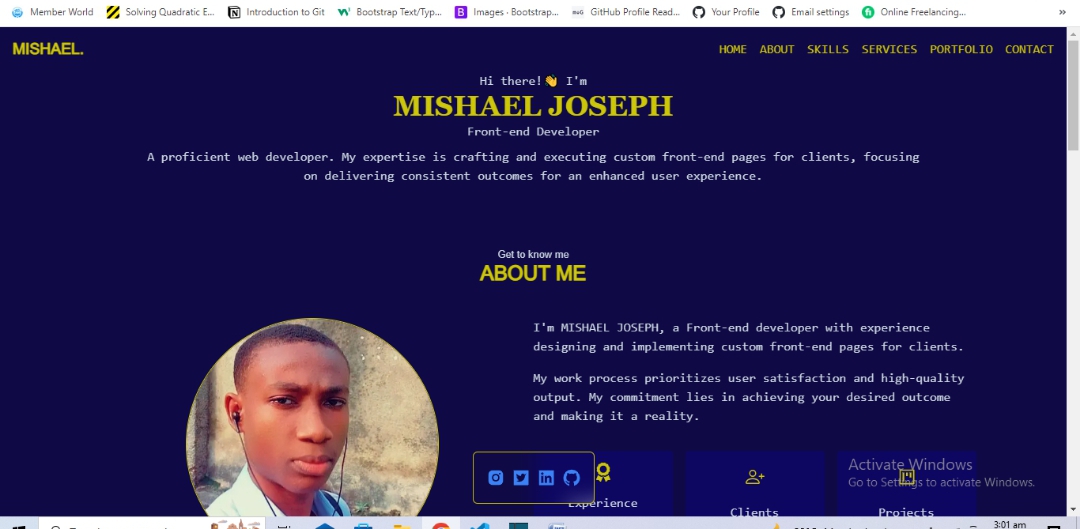 Member World Solving Quadratic E... Introduction to Git Bootstrap Text/Typ... Images · Bootstrap... GitHub Profile Read... Your Profile Email settings Online Freelancing... »
MISHAEL. HOME ABOUT SKILLS SERVICES PORTFOLIO CONTACT
Hi there!👋 I'm
MISHAEL JOSEPH
Front-end Developer
A proficient web developer. My expertise is crafting and executing custom front-end pages for clients, focusing
on delivering consistent outcomes for an enhanced user experience.
Get to know me
ABOUT ME
I'm MISHAEL JOSEPH, a Front-end developer with experience
designing and implementing custom front-end pages for clients.
My work process prioritizes user satisfaction and high-quality
output. My commitment lies in achieving your desired outcome
and making it a reality.
Activate Windows
Go to Settings to activate Windows.
Experience Clients Projects
3:01 am